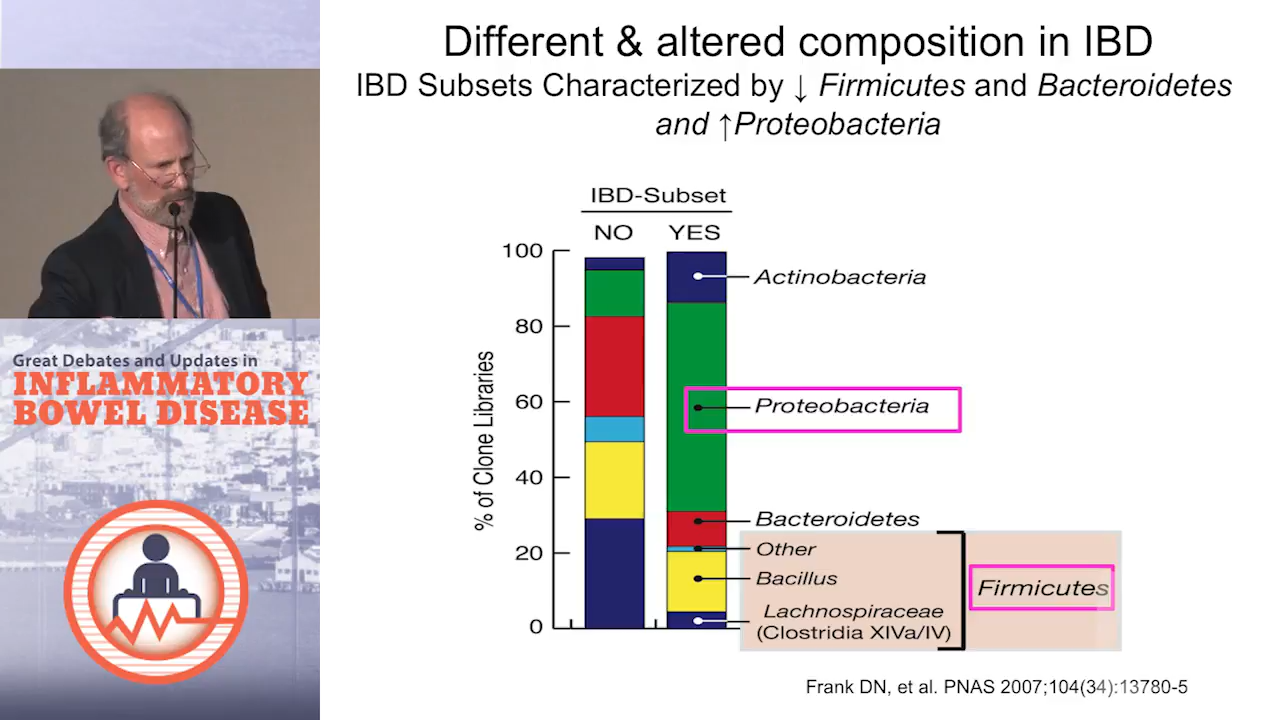 Different & altered composition in IBD
IBD Subsets Characterized by ↓ Firmicutes and Bacteroidetes
and ↑Proteobacteria
Great Debates and Updates in
INFLAMMATORY
BOWEL DISEASE
IBD-Subset
NO YES
% of Clone Libraries
100
80
60
40
20
0
Actinobacteria
Proteobacteria
Bacteroidetes
Other
Bacillus
Lachnospiraceae
(Clostridia XIVa/IV)
Firmicutes
Frank DN, et al. PNAS 2007;104(34):13780-5